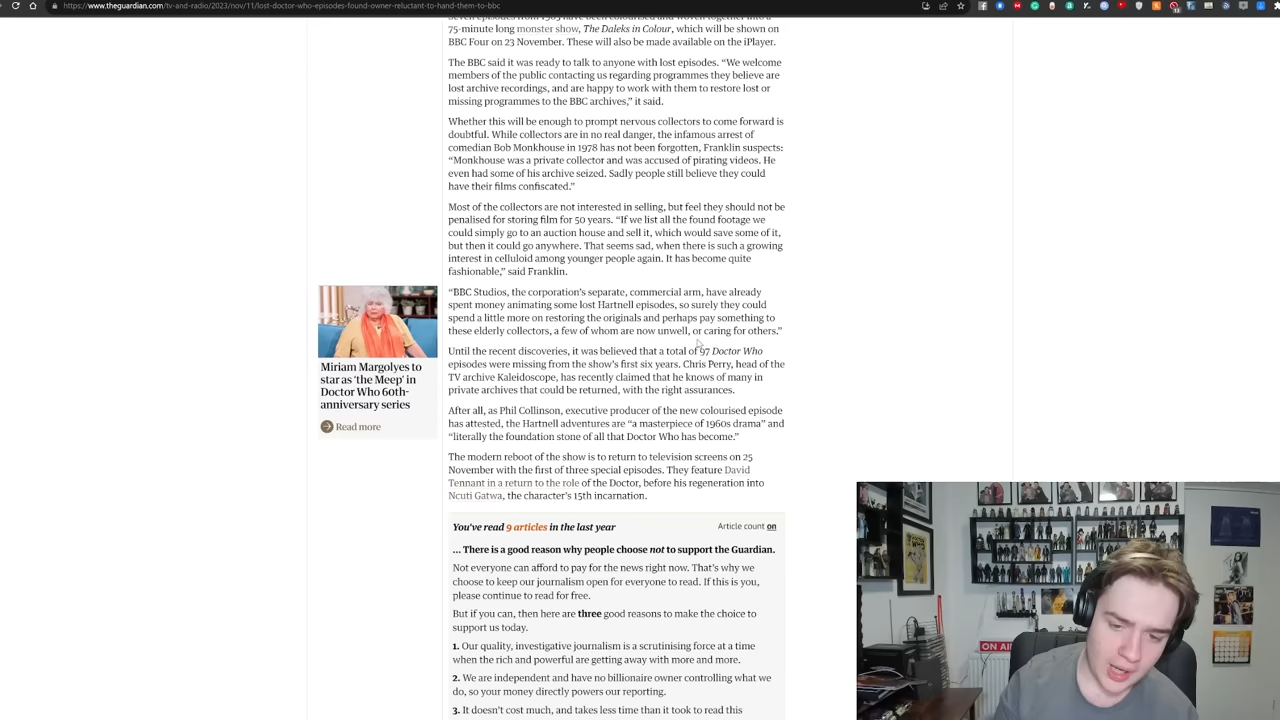 https://www.theguardian.com/tv-and-radio/2023/nov/11/lost-doctor-who-episodes-found-owner-reluctant-to-hand-them-to-bbc
75-minute long monster show, The Daleks in Colour, which will be shown on
BBC Four on 23 November. These will also be made available on the iPlayer.
The BBC said it was ready to talk to anyone with lost episodes. “We welcome
members of the public contacting us regarding programmes they believe are
lost archive recordings, and are happy to work with them to restore lost or
missing programmes to the BBC archives,” it said.
Whether this will be enough to prompt nervous collectors to come forward is
doubtful. While collectors are in no real danger, the infamous arrest of
comedian Bob Monkhouse in 1978 has not been forgotten, Franklin suspects:
“Monkhouse was a private collector and was accused of pirating videos. He
even had some of his archive seized. Sadly people still believe they could
have their films confiscated.”
Most of the collectors are not interested in selling, but feel they should not be
penalised for storing film for 50 years. “If we list all the found footage we
could simply go to an auction house and sell it, which would save some of it,
but then it could go anywhere. That seems sad, when there is such a growing
interest in celluloid among younger people again. It has become quite
fashionable,” said Franklin.
“BBC Studios, the corporation’s separate, commercial arm, have already
spent money animating some lost Hartnell episodes, so surely they could
spend a little more on restoring the originals and perhaps pay something to
these elderly collectors, a few of whom are now unwell, or caring for others.”
Until the recent discoveries, it was believed that a total of 97 Doctor Who
episodes were missing from the show’s first six years. Chris Perry, head of the
TV archive Kaleidoscope, has recently claimed that he knows of many in
private archives that could be returned, with the right assurances.
After all, as Phil Collinson, executive producer of the new colourised episode
has attested, the Hartnell adventures are “a masterpiece of 1960s drama” and
“literally the foundation stone of all that Doctor Who has become.”
The modern reboot of the show is to return to television screens on 25
November with the first of three special episodes. They feature David
Tennant in a return to the role of the Doctor, before his regeneration into
Ncuti Gatwa, the character’s 15th incarnation.
Miriam Margolyes to
star as ‘the Meep’ in
Doctor Who 60th-
anniversary series
Read more
You’ve read 9 articles in the last year
Article count on
... There is a good reason why people choose not to support the Guardian.
Not everyone can afford to pay for the news right now. That’s why we
choose to keep our journalism open for everyone to read. If this is you,
please continue to read for free.
But if you can, then here are three good reasons to make the choice to
support us today.
1. Our quality, investigative journalism is a scrutinising force at a time
when the rich and powerful are getting away with more and more.
2. We are independent and have no billionaire owner controlling what we
do, so your money directly powers our reporting.
3. It doesn’t cost much, and takes less time than it took to read this
ON AI